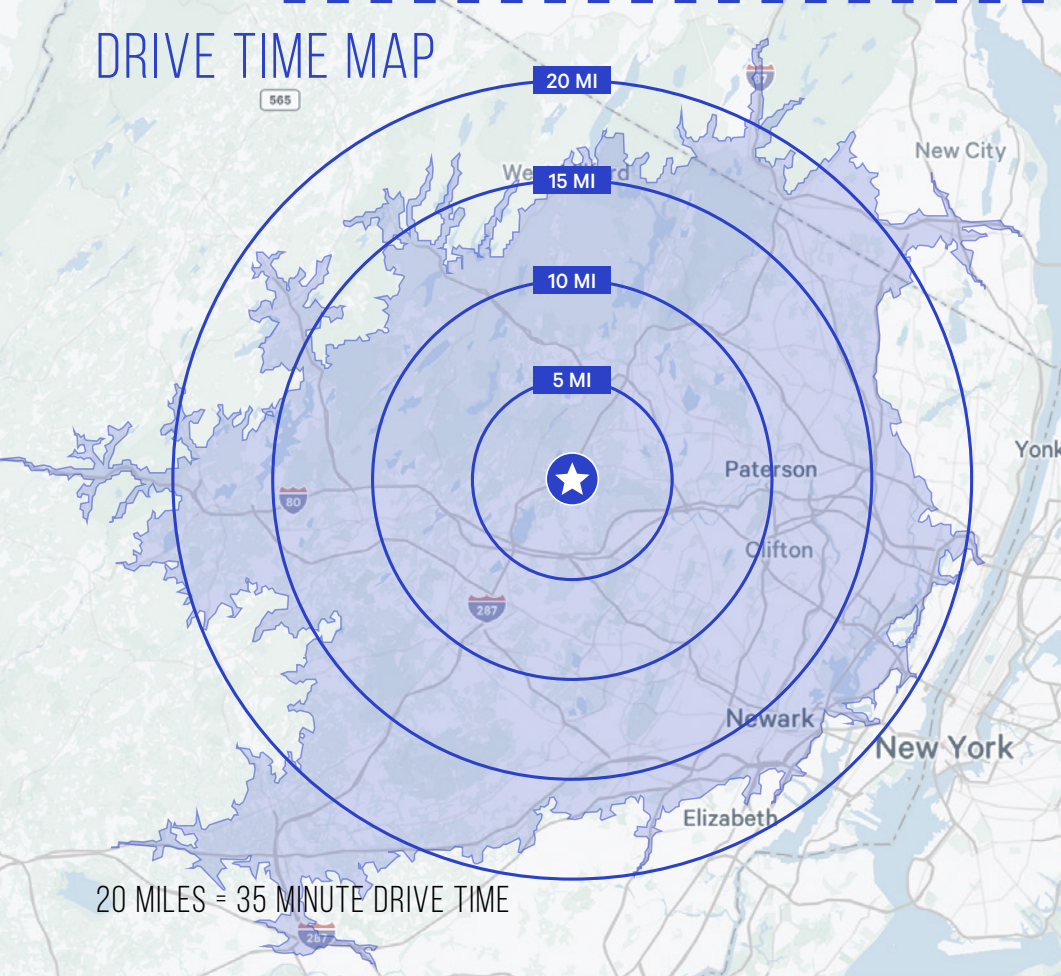 DRIVE TIME MAP
20 MI
87
565
New City
15 MI
10 MI
5 MI
Yonk
Paterson
80
Clifton
287
Newark
New York
Elizabeth
20 MILES = 35 MINUTE DRIVE TIME
287